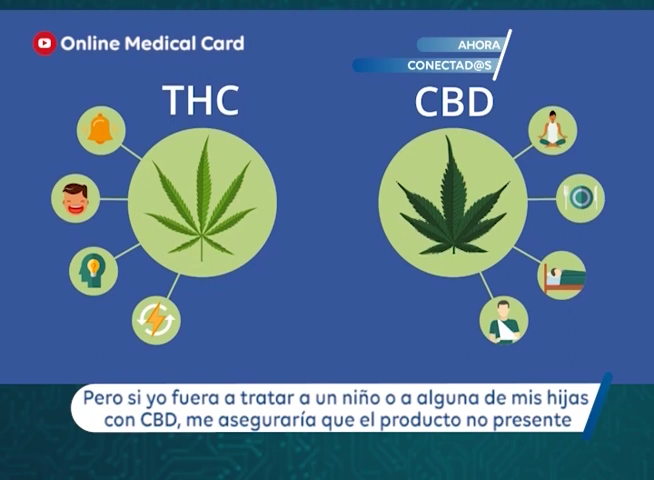 Online Medical Card
AHORA
CONECTAD@S
THC
CBD
Pero si yo fuera a tratar a un niño o a alguna de mis hijas
con CBD, me aseguraría que el producto no presente